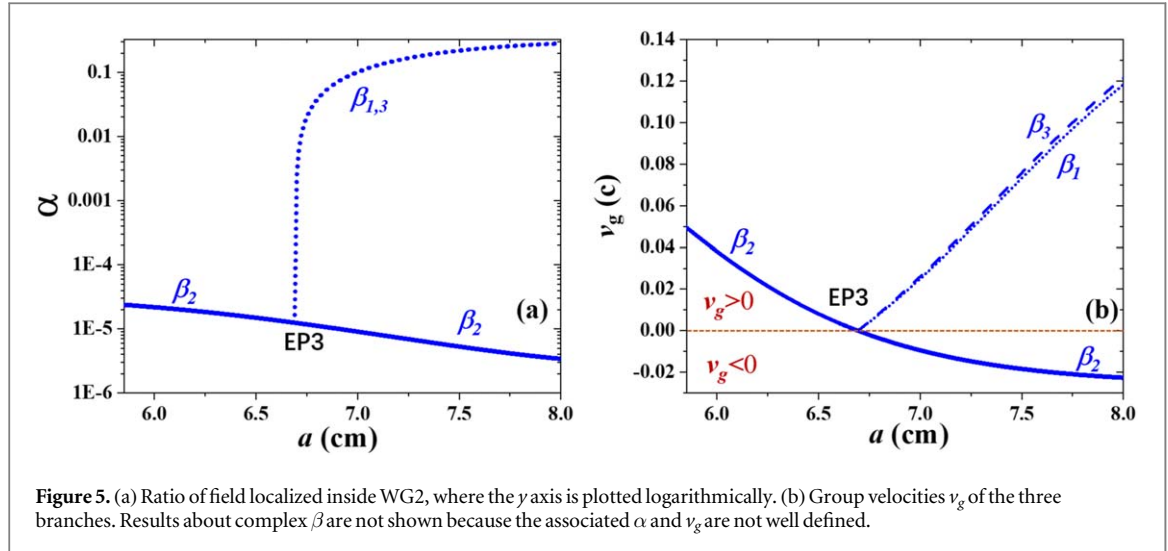 0.1
0.01
0.001
1E-4
1E-5
1E-6
α
β1,3
β2
β2
EP3
(a)
6.0 6.5 7.0 7.5 8.0
a (cm)
0.14
0.12
0.10
0.08
0.06
0.04
0.02
0.00
-0.02
vg (c)
β3
β1
β2
EP3
vg>0
(b)
vg<0
β2
6.0 6.5 7.0 7.5 8.0
a (cm)
Figure 5. (a) Ratio of field localized inside WG2, where the y axis is plotted logarithmically. (b) Group velocities vg of the three
branches. Results about complex β are not shown because the associated α and vg are not well defined.